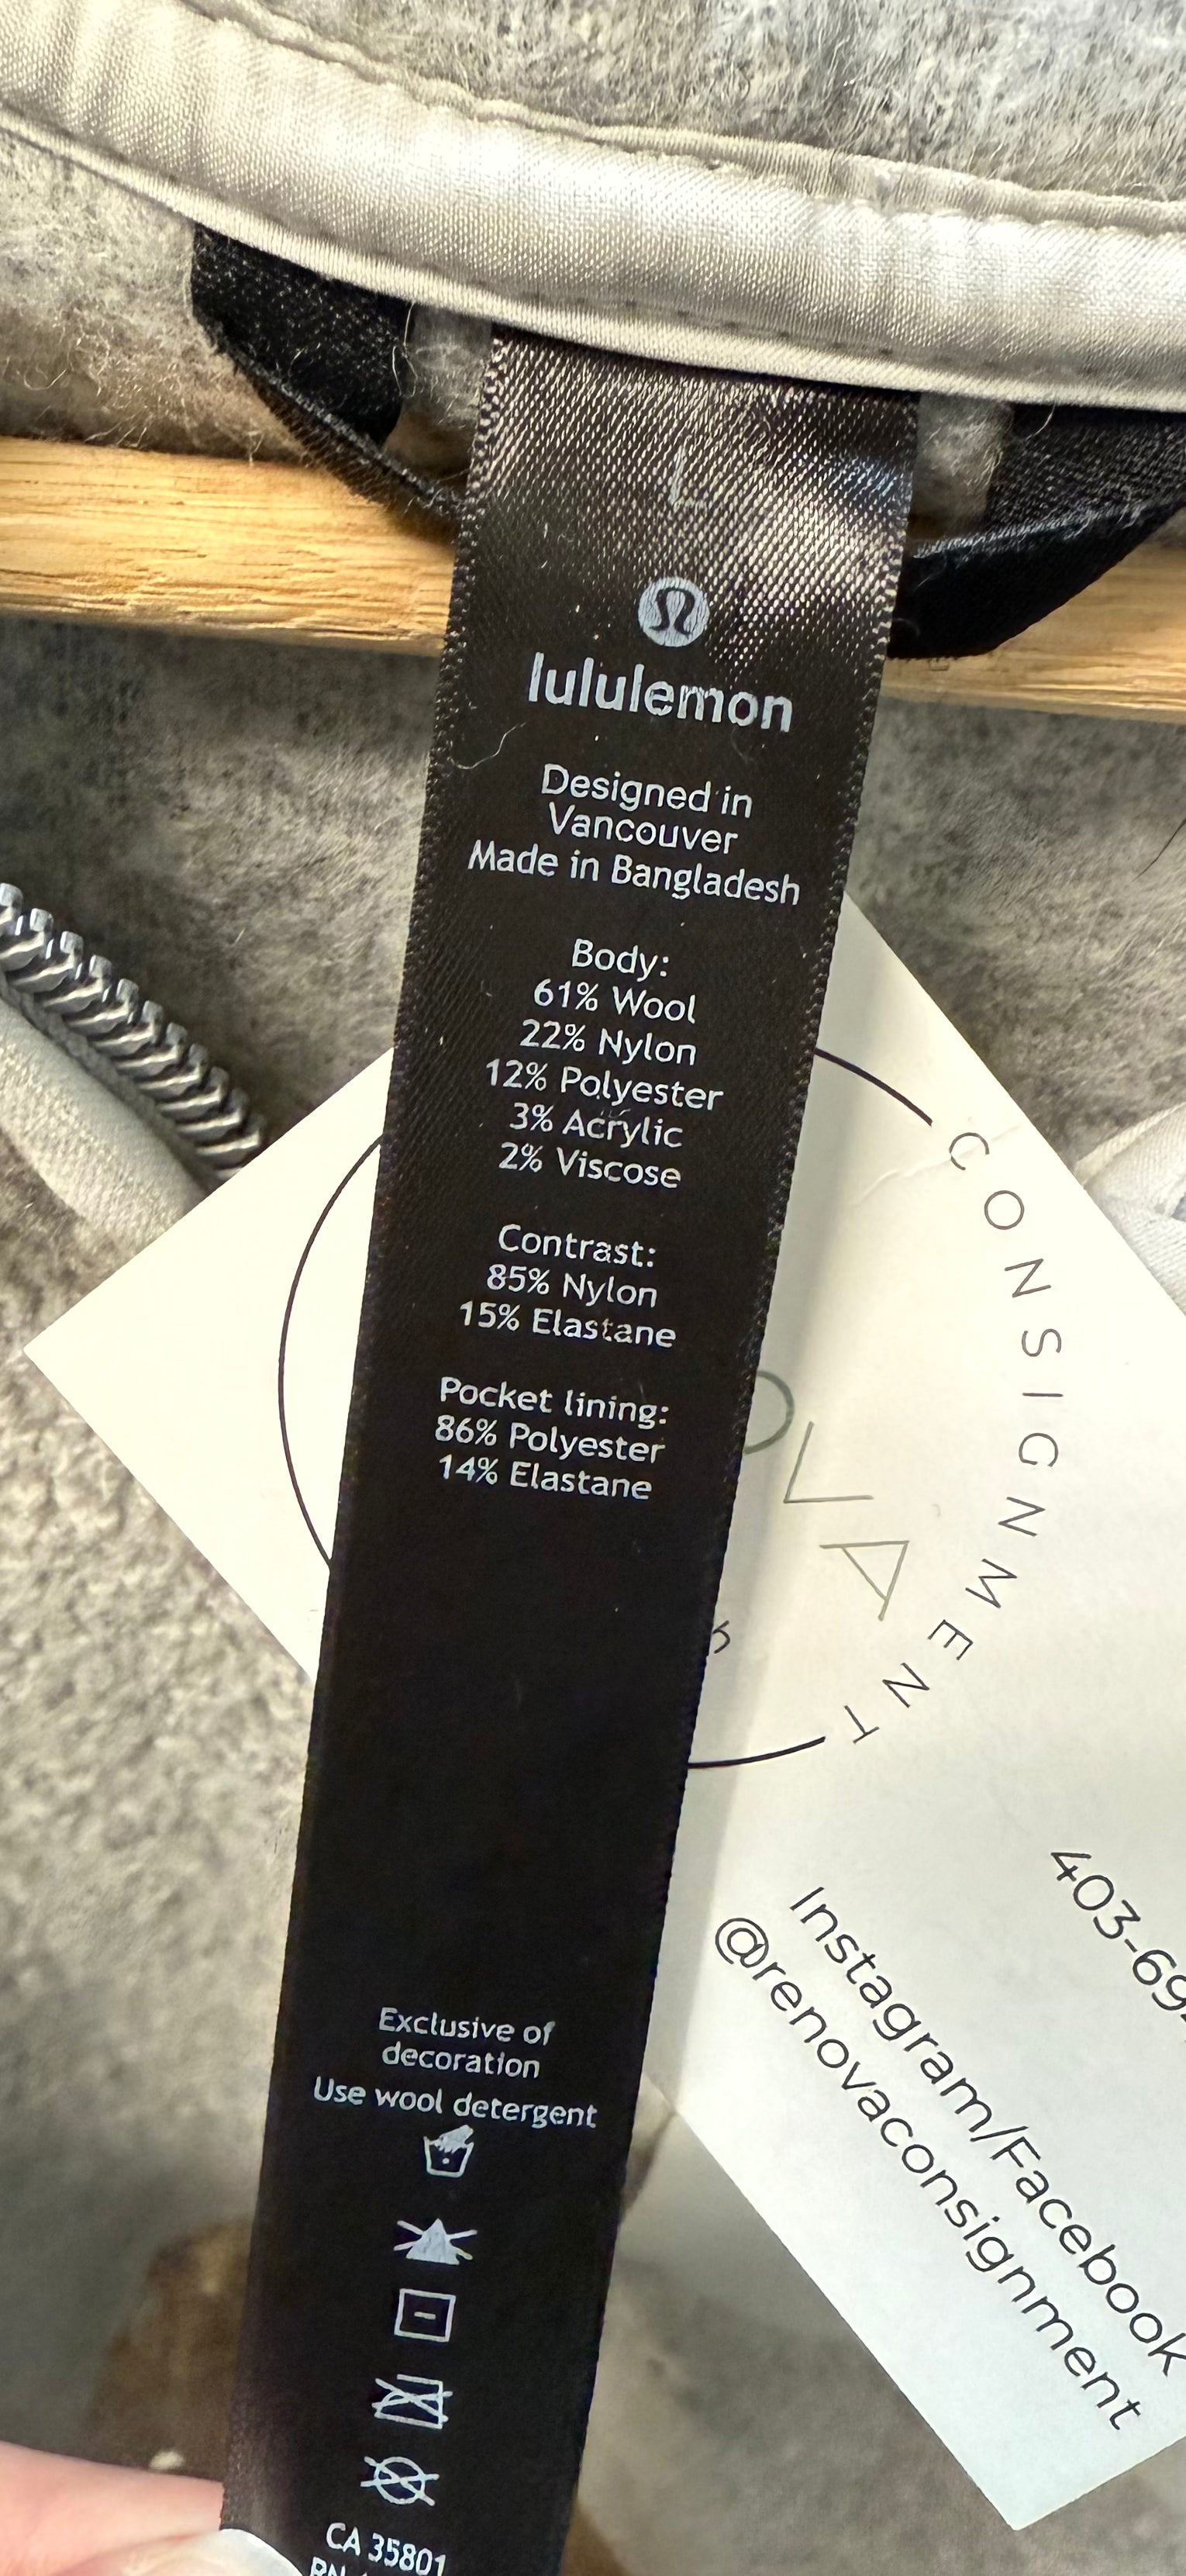 L
lululemon
Designed in
Vancouver
Made in Bangladesh
Body:
61% Wool
22% Nylon
12% Polyester
3% Acrylic
2% Viscose
Contrast:
85% Nylon
15% Elastane
Pocket lining:
86% Polyester
14% Elastane
Exclusive of
decoration
Use wool detergent
CA 35801
CONSIGNMENT
Instagram/Facebook
@renovaconsignment